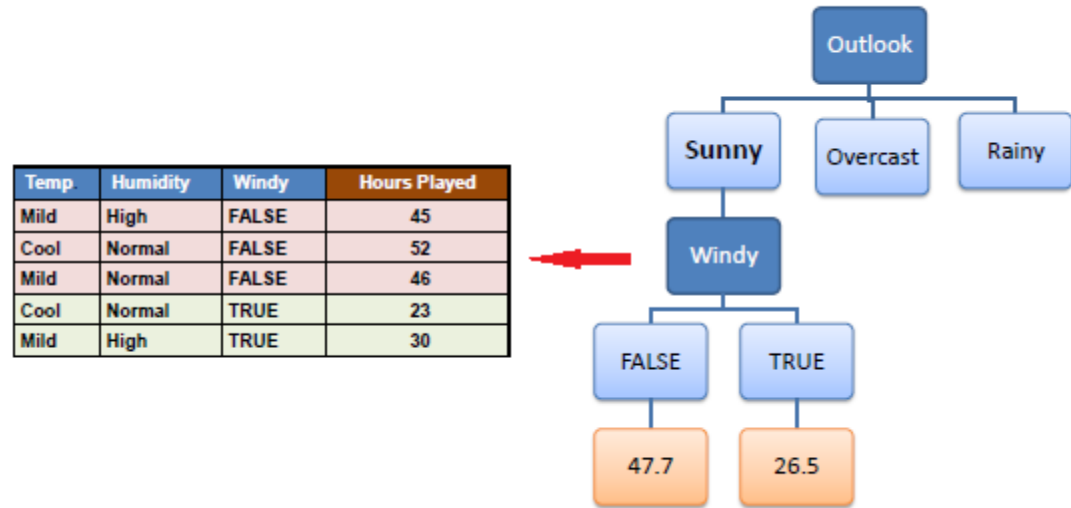 Outlook
Sunny Overcast Rainy
Temp. Humidity Windy Hours Played
Mild High FALSE 45
Cool Normal FALSE 52
Mild Normal FALSE 46
Cool Normal TRUE 23
Mild High TRUE 30
Windy
FALSE TRUE
47.7 26.5